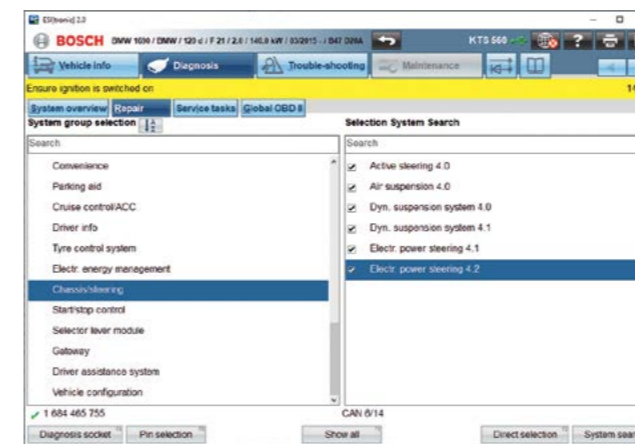 ESI[tronic] 2.0
BOSCH BMW 1690 / BMW / 120 d / F 21 / 2.0 / 140.0 kW / 03/2015 - / B47 D20A KTS 560 ?
Vehicle info Diagnosis Trouble-shooting Maintenance
Ensure ignition is switched on
System overview Repair Service tasks Global OBD II
System group selection Selection System Search
Search Search
Convenience
Parking aid
Cruise control/ACC
Driver info
Tyre control system
Electr. energy management
Chassis/steering
Start/stop control
Selector lever module
Gateway
Driver assistance system
Vehicle configuration
Active steering 4.0
Air suspension 4.0
Dyn. suspension system 4.0
Dyn. suspension system 4.1
Electr. power steering 4.1
Electr. power steering 4.2
1 684 465 755 CAN 6/14
Diagnosis socket Pin selection Show all Direct selection System